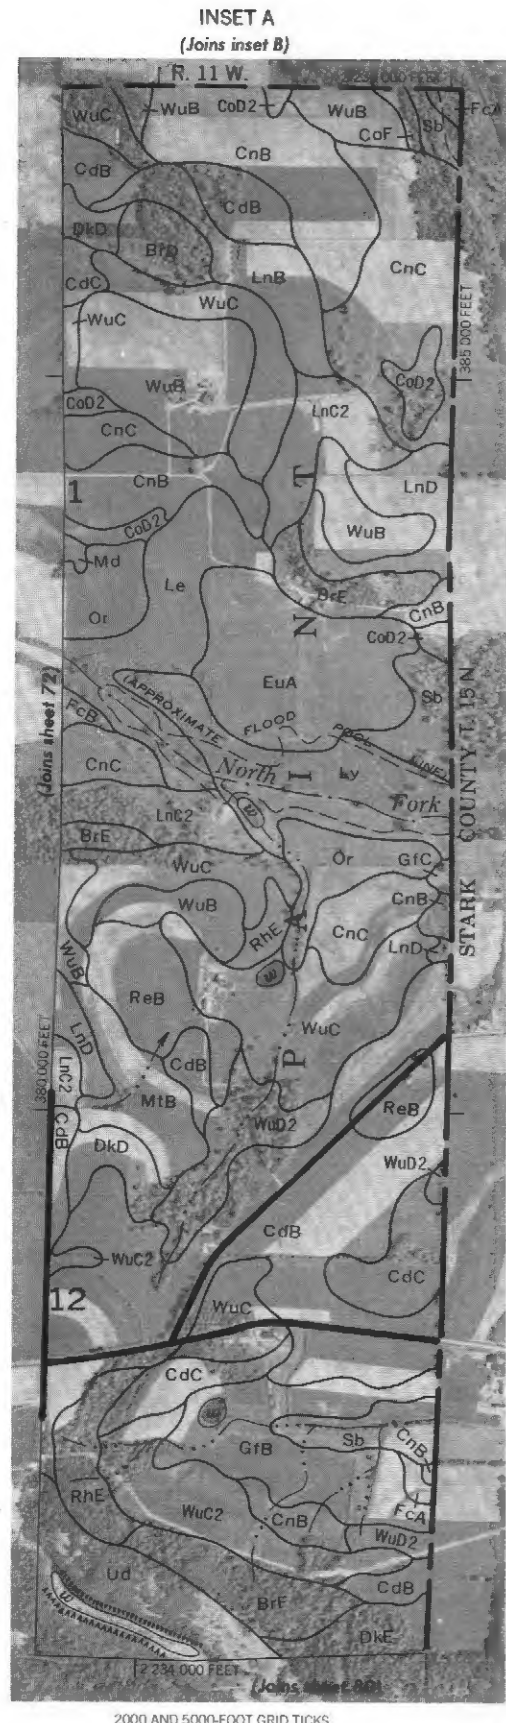 INSET A
(Joins inset B)
R. 11 W.
000 FEET
WuC
WuB
CoD2
WuB
CoF
Sb
FcA
CnB
CdB
CdB
DkD
BrD
CnC
LnB
CdC
WuC
WuC
385 000 FEET
WuB
CoD2
CoD2
LnC2
CnC
CnB
T
LnD
1
WuB
CoD2
Md
Le
BrE
CnB
Or
N
CoD2
EuA
Sb
(Joins sheet 72)
(APPROXIMATE
FLOOD
POOL
LINE)
FcB
North
I
Ly
Fork
STARK COUNTY T. 15 N
CnC
LnC2
W
BrE
Or
GfC
WuC
CnB
WuB
RhE
A
CnC
LnD
WuB
W
ReB
WuC
LnD
CdB
P
380 000 FEET
LnC2
MtB
ReB
CdB
WuD2
DkD
WuD2
CdB
WuC2
CdC
12
WuC
CdC
W
GfB
Sb
CnB
RhE
FcA
WuC2
CnB
WuD2
Ud
CdB
W
DkE
2 234 000 FEET
(Joins
2000 AND 5000-FOOT GRID TICKS